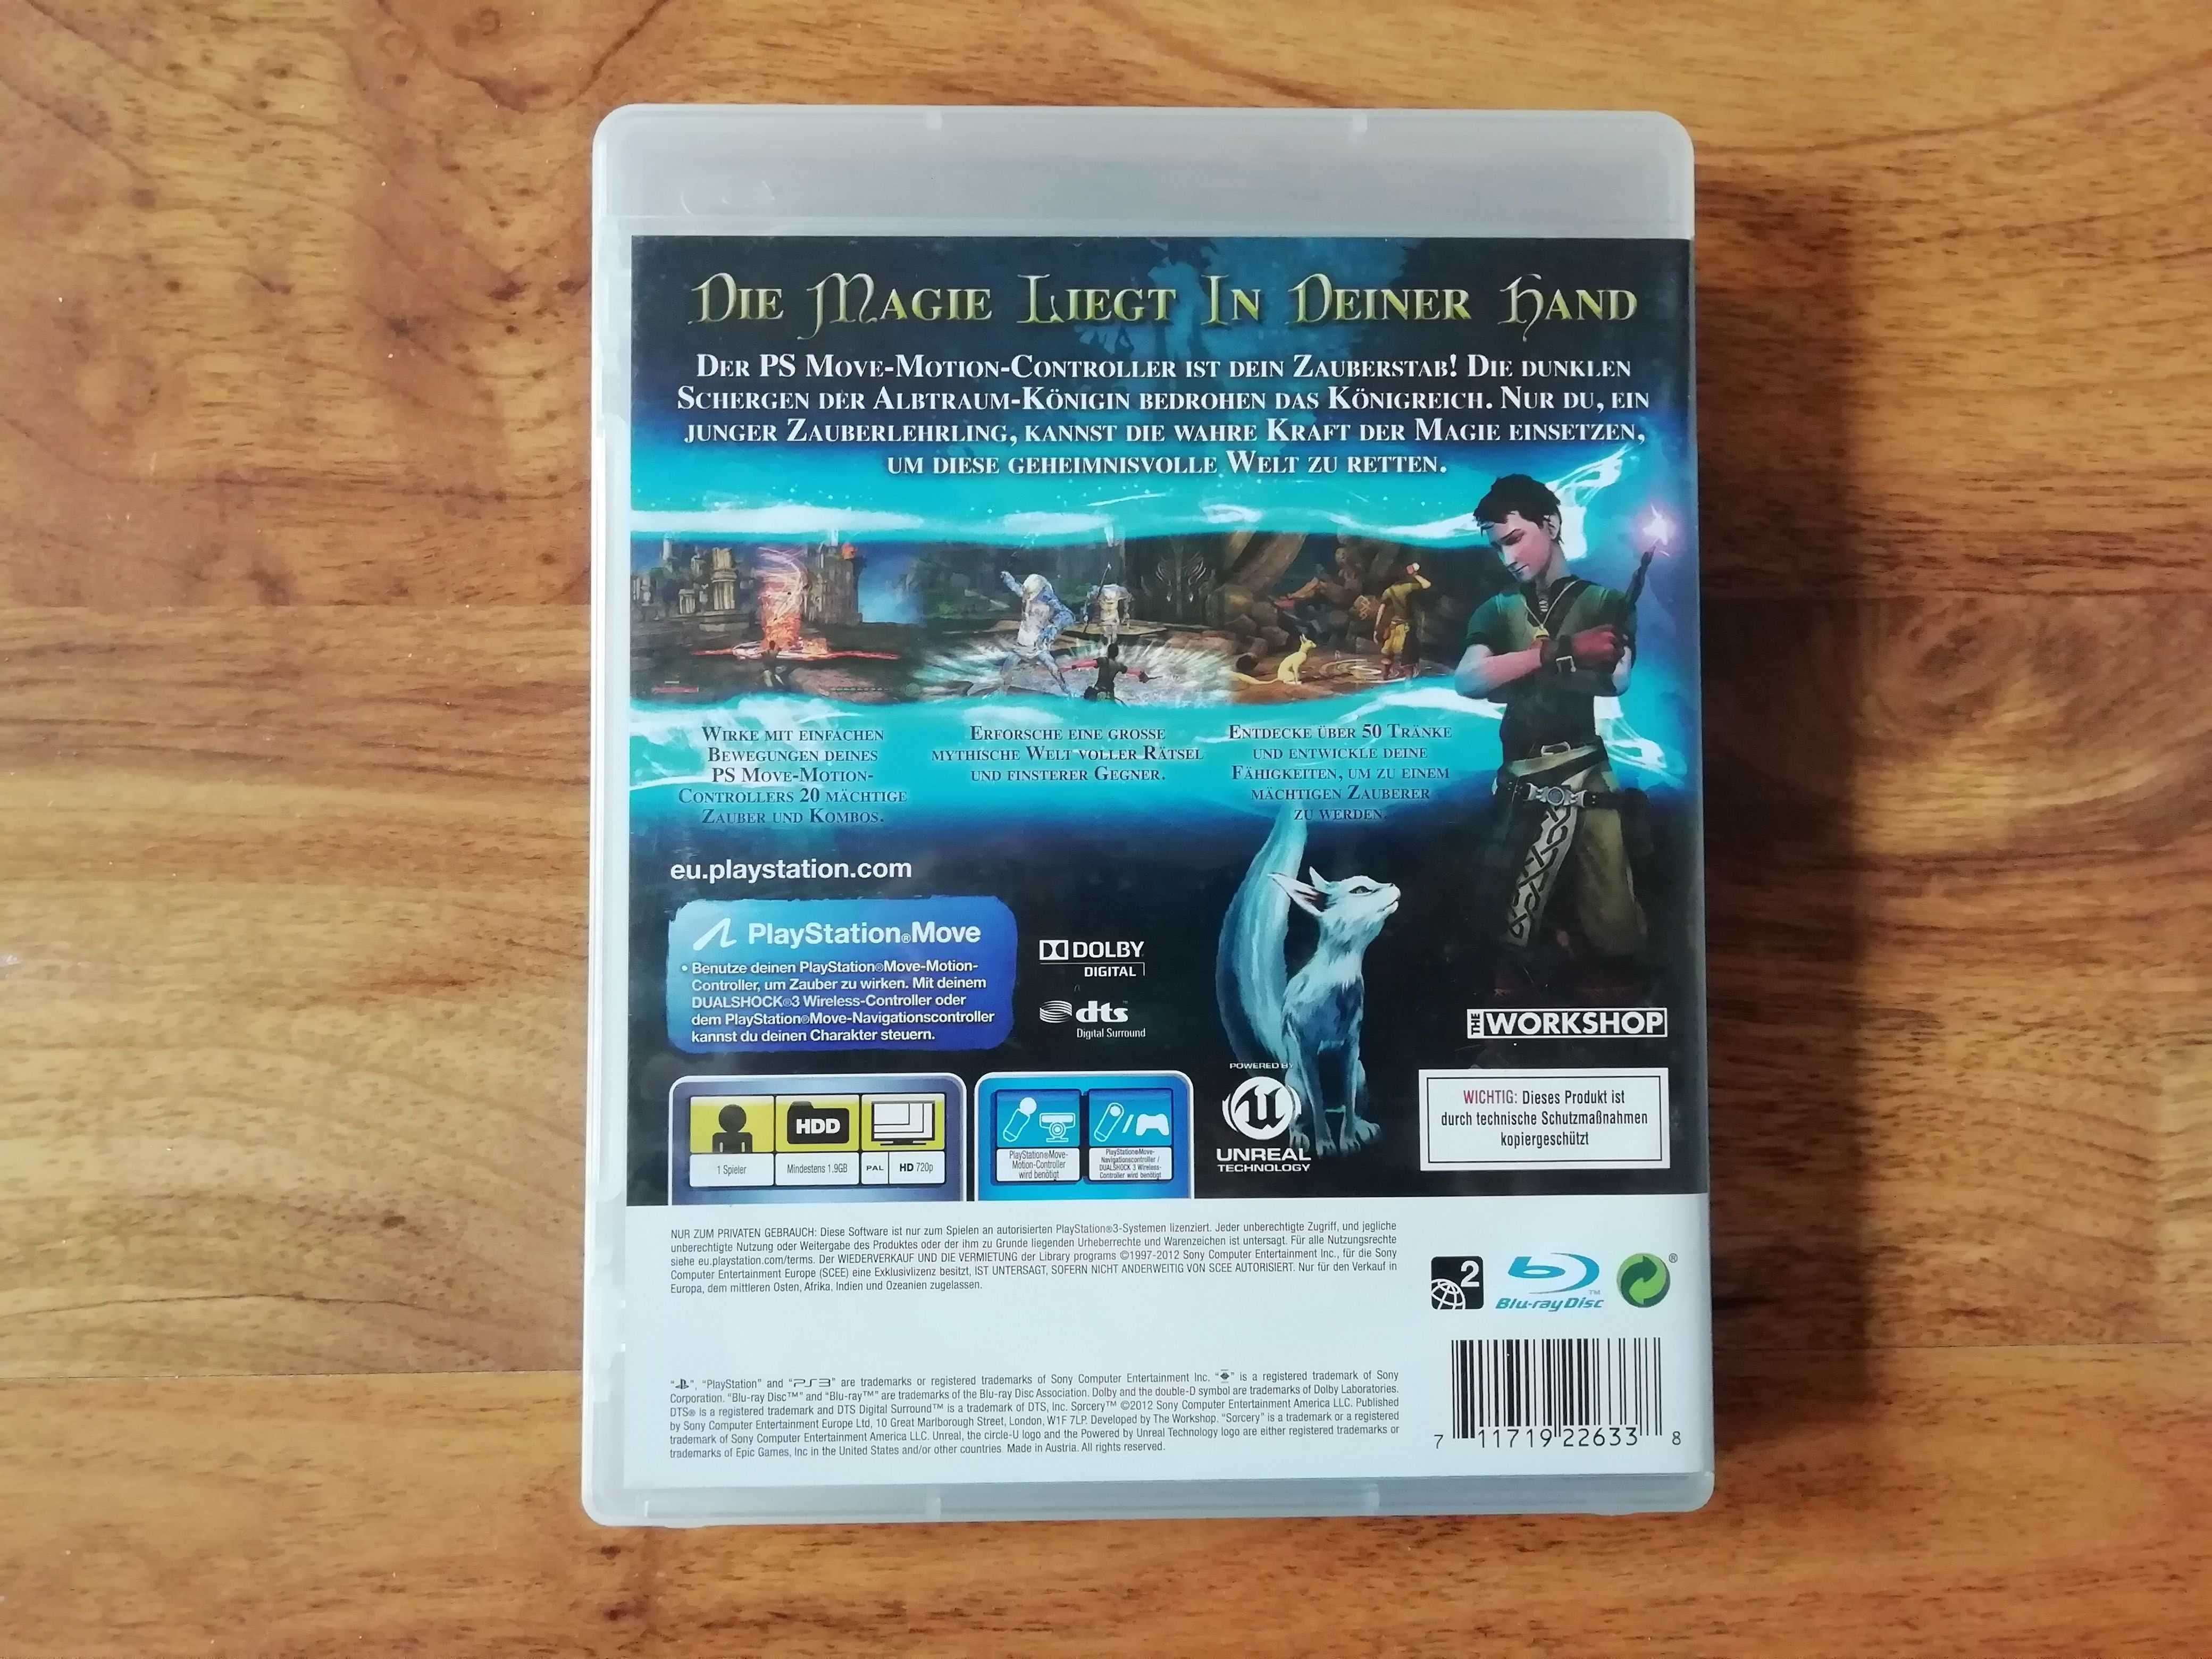 Die Magie Liegt In Deiner Hand
Der PS Move-Motion-Controller ist dein Zauberstab! Die dunklen
Schergen der Albtraum-Königin bedrohen das Königreich. Nur du, ein
junger Zauberlehrling, kannst die wahre Kraft der Magie einsetzen,
um diese geheimnisvolle Welt zu retten.
Wirke mit einfachen
Bewegungen deines
PS Move-Motion-
Controllers 20 mächtige
Zauber und Kombos.
Erforsche eine grosse
mythische Welt voller Rätsel
und finsterer Gegner.
Entdecke über 50 Tränke
und entwickle deine
Fähigkeiten, um zu einem
mächtigen Zauberer
zu werden.
eu.playstation.com
PlayStation®Move
• Benutze deinen PlayStation®Move-Motion-
Controller, um Zauber zu wirken. Mit deinem
DUALSHOCK®3 Wireless-Controller oder
dem PlayStation®Move-Navigationscontroller
kannst du deinen Charakter steuern.
DOLBY
DIGITAL
dts
Digital Surround
THE WORKSHOP
POWERED BY
UNREAL
TECHNOLOGY
WICHTIG: Dieses Produkt ist
durch technische Schutzmaßnahmen
kopiergeschützt
HDD
1 Spieler
Mindestens 1.9GB
PAL
HD 720p
PlayStation®Move-
Motion-Controller
wird benötigt
PlayStation®Move-
Navigationscontroller /
DUALSHOCK 3 Wireless-
Controller wird benötigt
NUR ZUM PRIVATEN GEBRAUCH: Diese Software ist nur zum Spielen an autorisierten PlayStation®3-Systemen lizenziert. Jeder unberechtigte Zugriff, und jegliche
unberechtigte Nutzung oder Weitergabe des Produktes oder der ihm zu Grunde liegenden Urheberrechte und Warenzeichen ist untersagt. Für alle Nutzungsrechte
siehe eu.playstation.com/terms. Der WIEDERVERKAUF UND DIE VERMIETUNG der Library programs ©1997-2012 Sony Computer Entertainment Inc., für die Sony
Computer Entertainment Europe (SCEE) eine Exklusivlizenz besitzt, IST UNTERSAGT, SOFERN NICHT ANDERWEITIG VON SCEE AUTORISIERT. Nur für den Verkauf in
Europa, dem mittleren Osten, Afrika, Indien und Ozeanien zugelassen.
2
Blu-ray Disc™
®
"", "PlayStation" and "PS3" are trademarks or registered trademarks of Sony Computer Entertainment Inc. "" is a registered trademark of Sony
Corporation. "Blu-ray Disc™" and "Blu-ray™" are trademarks of the Blu-ray Disc Association. Dolby and the double-D symbol are trademarks of Dolby Laboratories.
DTS® is a registered trademark and DTS Digital Surround™ is a trademark of DTS, Inc. Sorcery™ ©2012 Sony Computer Entertainment America LLC. Published
by Sony Computer Entertainment Europe Ltd, 10 Great Marlborough Street, London, W1F 7LP. Developed by The Workshop. "Sorcery" is a trademark or a registered
trademark of Sony Computer Entertainment America LLC. Unreal, the circle-U logo and the Powered by Unreal Technology logo are either registered trademarks or
trademarks of Epic Games, Inc in the United States and/or other countries. Made in Austria. All rights reserved.
7 11719 22633 8